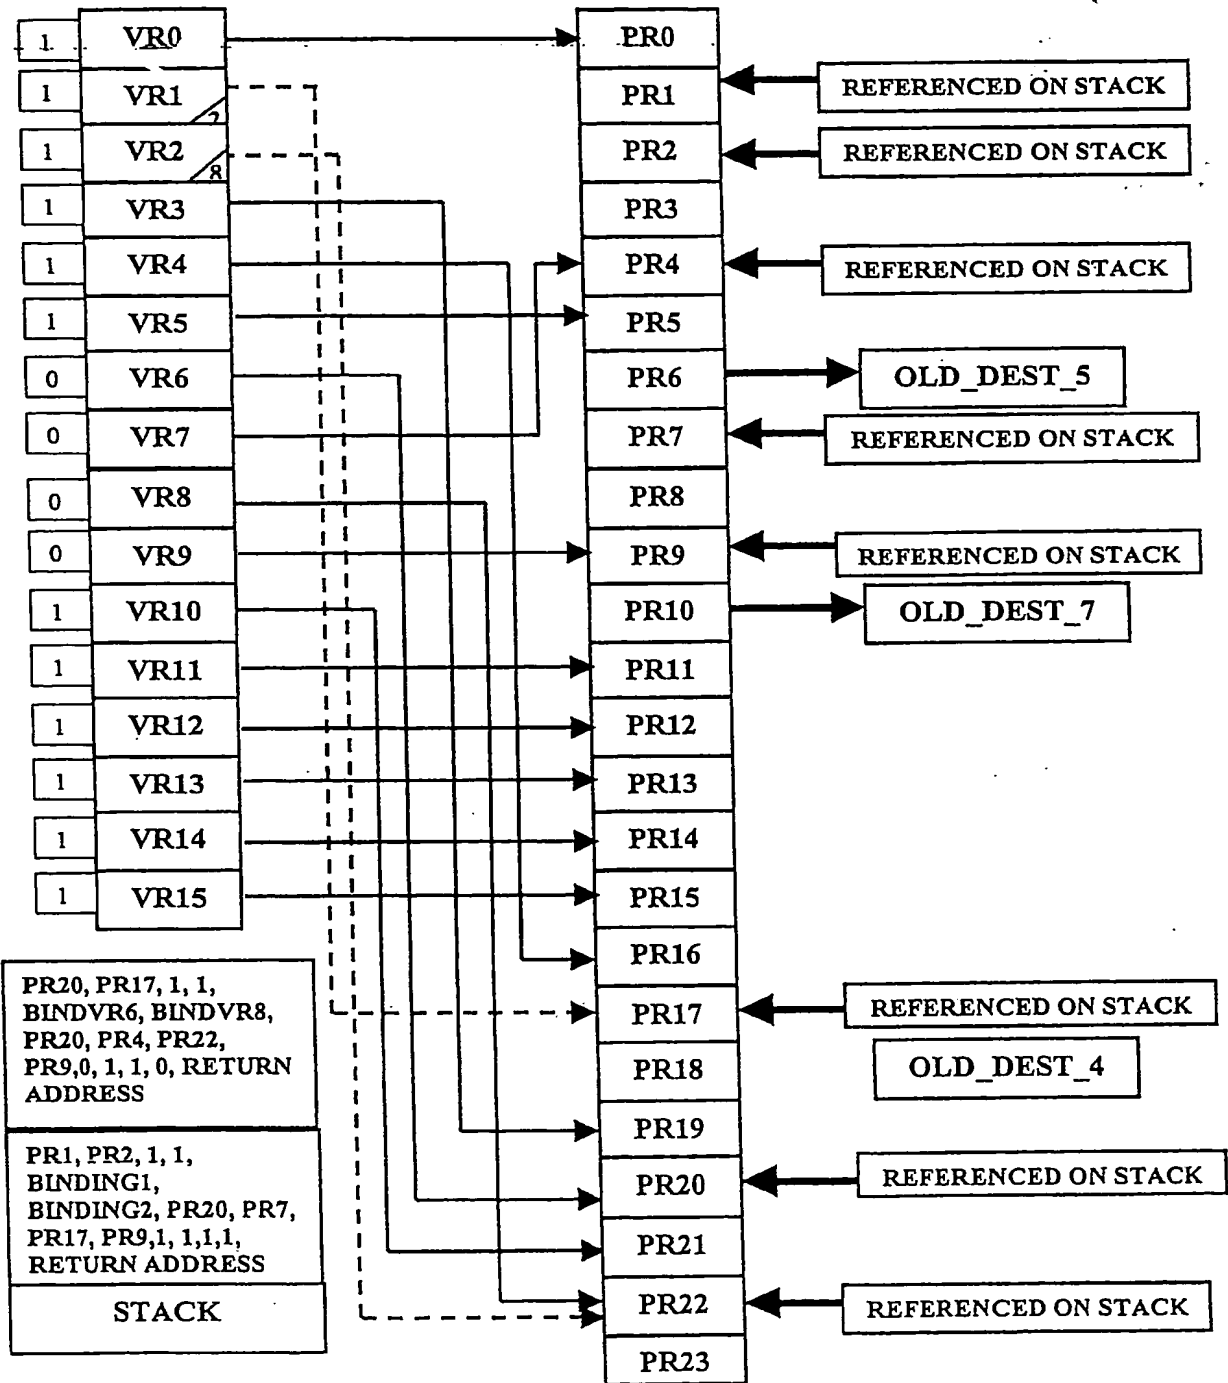 1 VR0 PR0
1 VR1 PR1 REFERENCED ON STACK
1 VR2 8 PR2 REFERENCED ON STACK
1 VR3 PR3
1 VR4 PR4 REFERENCED ON STACK
1 VR5 PR5
0 VR6 PR6 OLD_DEST_5
0 VR7 PR7 REFERENCED ON STACK
0 VR8 PR8
0 VR9 PR9 REFERENCED ON STACK
1 VR10 PR10 OLD_DEST_7
1 VR11 PR11
1 VR12 PR12
1 VR13 PR13
1 VR14 PR14
1 VR15 PR15
PR16
PR17 REFERENCED ON STACK
PR18 OLD_DEST_4
PR19
PR20 REFERENCED ON STACK
PR21
PR22 REFERENCED ON STACK
PR23
PR20, PR17, 1, 1,
BINDVR6, BINDVR8,
PR20, PR4, PR22,
PR9,0, 1, 1, 0, RETURN
ADDRESS
PR1, PR2, 1, 1,
BINDING1,
BINDING2, PR20, PR7,
PR17, PR9,1, 1,1,1,
RETURN ADDRESS
STACK